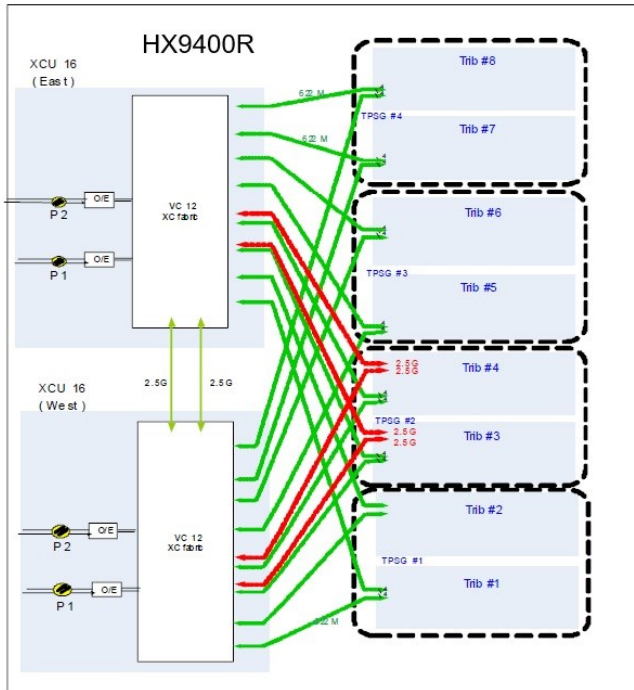 HX9400R
XCU 16
(East)
VC 12
XC fabric
O/E
P 2
O/E
P 1
2.5G
2.5G
XCU 16
(West)
VC 12
XC fabric
O/E
P 2
O/E
P 1
622 M
622 M
622 M
Trib #8
TPSG #4
Trib #7
Trib #6
TPSG #3
Trib #5
2.5G
2.5G
Trib #4
TPSG #2
2.5G
2.5G
Trib #3
Trib #2
TPSG #1
Trib #1